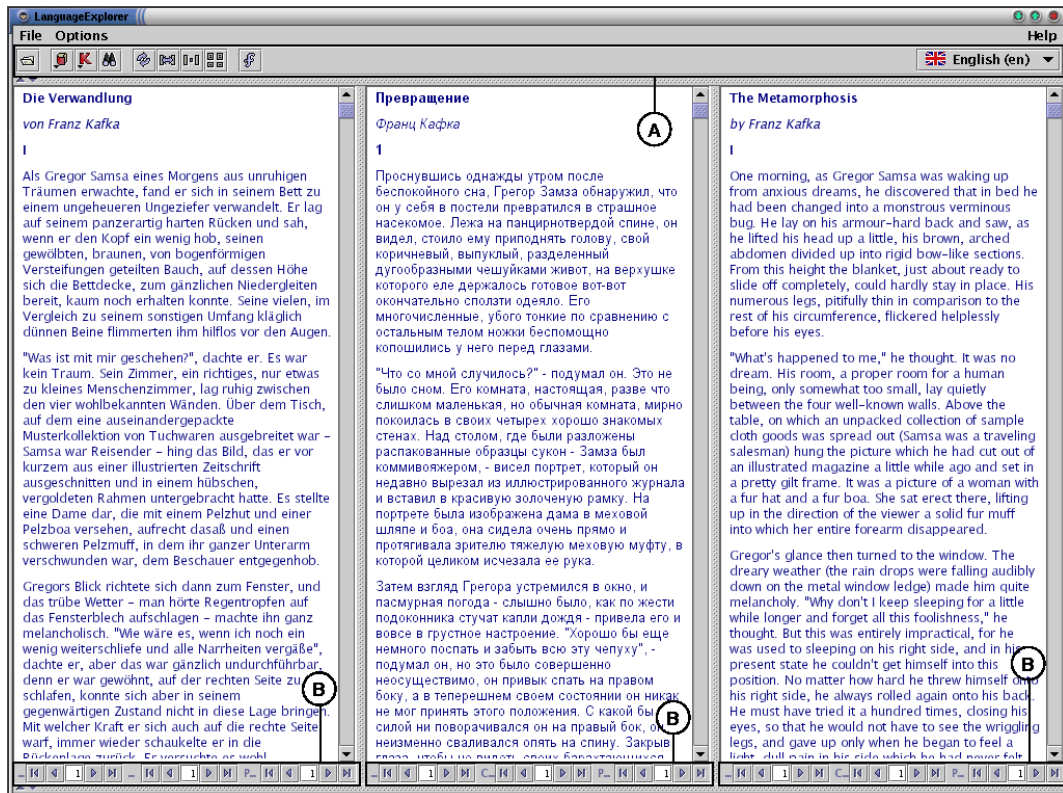 LanguageExplorer
File Options
Help
English (en)
Die Verwandlung
von Franz Kafka
I
Als Gregor Samsa eines Morgens aus unruhigen
Träumen erwachte, fand er sich in seinem Bett zu
einem ungeheueren Ungeziefer verwandelt. Er lag
auf seinem panzerartig harten Rücken und sah,
wenn er den Kopf ein wenig hob, seinen
gewölbten, braunen, von bogenförmigen
Versteifungen geteilten Bauch, auf dessen Höhe
sich die Bettdecke, zum gänzlichen Niedergleiten
bereit, kaum noch erhalten konnte. Seine vielen, im
Vergleich zu seinem sonstigen Umfang kläglich
dünnen Beine flimmerten ihm hilflos vor den Augen.
"Was ist mit mir geschehen?", dachte er. Es war
kein Traum. Sein Zimmer, ein richtiges, nur etwas
zu kleines Menschenzimmer, lag ruhig zwischen
den vier wohlbekannten Wänden. Über dem Tisch,
auf dem eine auseinandergepackte
Musterkollektion von Tuchwaren ausgebreitet war –
Samsa war Reisender – hing das Bild, das er vor
kurzem aus einer illustrierten Zeitschrift
ausgeschnitten und in einem hübschen,
vergoldeten Rahmen untergebracht hatte. Es stellte
eine Dame dar, die mit einem Pelzhut und einer
Pelzboa versehen, aufrecht dasaß und einen
schweren Pelzmuff, in dem ihr ganzer Unterarm
verschwunden war, dem Beschauer entgegenhob.
Gregors Blick richtete sich dann zum Fenster, und
das trübe Wetter – man hörte Regentropfen auf
das Fensterblech aufschlagen – machte ihn ganz
melancholisch. "Wie wäre es, wenn ich noch ein
wenig weiterschliefe und alle Narrheiten vergäße",
dachte er, aber das war gänzlich undurchführbar,
denn er war gewöhnt, auf der rechten Seite zu
schlafen, konnte sich aber in seinem
gegenwärtigen Zustand nicht in diese Lage bringen.
Mit welcher Kraft er sich auch auf die rechte Seite
warf, immer wieder schaukelte er in die
Rückenlage zurück. Er versuchte es wohl
B
1
1
P...
1
Превращение
Франц Кафка
1
Проснувшись однажды утром после
беспокойного сна, Грегор Замза обнаружил, что
он у себя в постели превратился в страшное
насекомое. Лежа на панцирнотвердой спине, он
видел, стоило ему приподнять голову, свой
коричневый, выпуклый, разделенный
дугообразными чешуйками живот, на верхушке
которого еле держалось готовое вот-вот
окончательно сползти одеяло. Его
многочисленные, убого тонкие по сравнению с
остальным телом ножки беспомощно
копошились у него перед глазами.
"Что со мной случилось?" - подумал он. Это не
было сном. Его комната, настоящая, разве что
слишком маленькая, но обычная комната, мирно
покоилась в своих четырех хорошо знакомых
стенах. Над столом, где были разложены
распакованные образцы сукон - Замза был
коммивояжером, - висел портрет, который он
недавно вырезал из иллюстрированного журнала
и вставил в красивую золоченую рамку. На
портрете была изображена дама в меховой
шляпе и боа, она сидела очень прямо и
протягивала зрителю тяжелую меховую муфту, в
которой целиком исчезала ее рука.
Затем взгляд Грегора устремился в окно, и
пасмурная погода - слышно было, как по жести
подоконника стучат капли дождя - привела его и
вовсе в грустное настроение. "Хорошо бы еще
немного поспать и забыть всю эту чепуху", -
подумал он, но это было совершенно
неосуществимо, он привык спать на правом
боку, а в теперешнем своем состоянии он никак
не мог принять этого положения. С какой бы
силой ни поворачивался он на правый бок, он
неизменно сваливался опять на спину. Закрыв
глаза, чтобы не видеть своих барахтающихся
A
B
1
C...
1
P...
1
The Metamorphosis
by Franz Kafka
I
One morning, as Gregor Samsa was waking up
from anxious dreams, he discovered that in bed he
had been changed into a monstrous verminous
bug. He lay on his armour–hard back and saw, as
he lifted his head up a little, his brown, arched
abdomen divided up into rigid bow–like sections.
From this height the blanket, just about ready to
slide off completely, could hardly stay in place. His
numerous legs, pitifully thin in comparison to the
rest of his circumference, flickered helplessly
before his eyes.
"What's happened to me," he thought. It was no
dream. His room, a proper room for a human
being, only somewhat too small, lay quietly
between the four well–known walls. Above the
table, on which an unpacked collection of sample
cloth goods was spread out (Samsa was a traveling
salesman) hung the picture which he had cut out of
an illustrated magazine a little while ago and set in
a pretty gilt frame. It was a picture of a woman with
a fur hat and a fur boa. She sat erect there, lifting
up in the direction of the viewer a solid fur muff
into which her entire forearm disappeared.
Gregor's glance then turned to the window. The
dreary weather (the rain drops were falling audibly
down on the metal window ledge) made him quite
melancholy. "Why don't I keep sleeping for a little
while longer and forget all this foolishness," he
thought. But this was entirely impractical, for he
was used to sleeping on his right side, and in his
present state he couldn't get himself into this
position. No matter how hard he threw himself onto
his right side, he always rolled again onto his back.
He must have tried it a hundred times, closing his
eyes, so that he would not have to see the wriggling
legs, and gave up only when he began to feel a
light, dull pain in his side which he had never felt
B
1
C...
1
P...
1